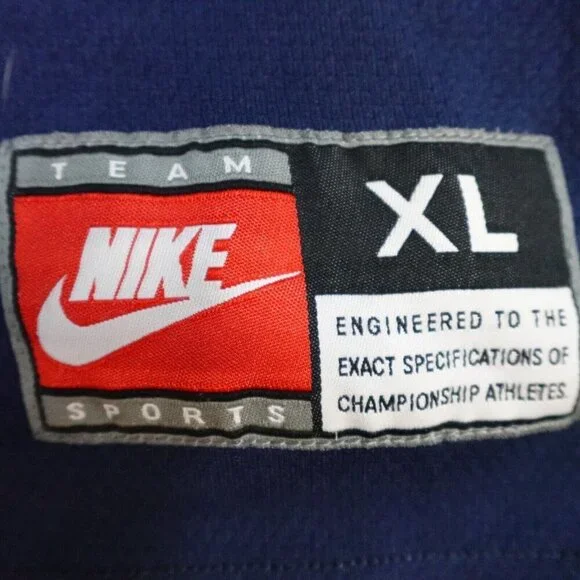 TEAM
NIKE
SPORTS
XL
ENGINEERED TO THE
EXACT SPECIFICATIONS OF
CHAMPIONSHIP ATHLETES.